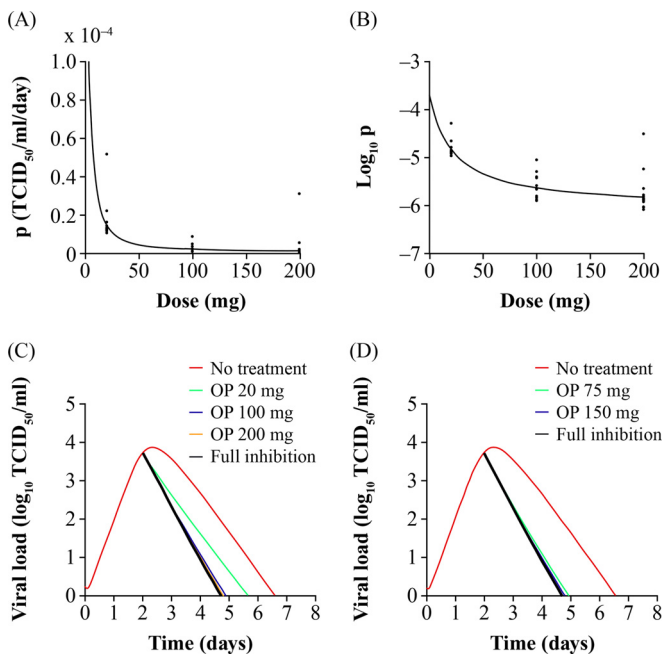 (A)
x 10⁻⁴
1.0
0.8
0.6
0.4
0.2
0
0 50 100 150 200
p (TCID₅₀/ml/day)
Dose (mg)
(B)
–3
–4
–5
–6
–7
0 50 100 150 200
Log₁₀ p
Dose (mg)
(C)
No treatment
OP 20 mg
OP 100 mg
OP 200 mg
Full inhibition
5
4
3
2
1
0
0 1 2 3 4 5 6 7 8
Viral load (log₁₀ TCID₅₀/ml)
Time (days)
(D)
No treatment
OP 75 mg
OP 150 mg
Full inhibition
5
4
3
2
1
0
0 1 2 3 4 5 6 7 8
Viral load (log₁₀ TCID₅₀/ml)
Time (days)